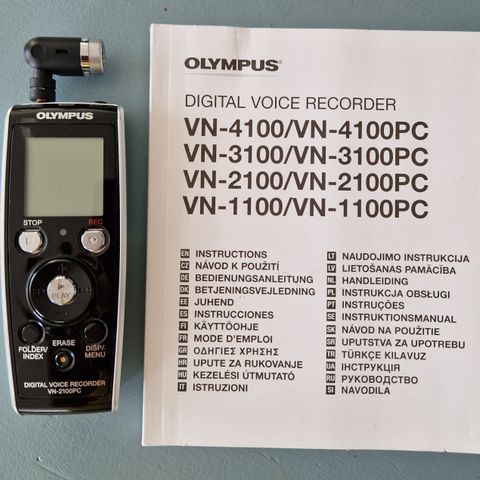 OLYMPUS
STOP
REC
PLAY
FOLDER/
INDEX
ERASE
DISP/
MENU
DIGITAL VOICE RECORDER
VN-2100PC
OLYMPUS®
DIGITAL VOICE RECORDER
VN-4100/VN-4100PC
VN-3100/VN-3100PC
VN-2100/VN-2100PC
VN-1100/VN-1100PC
EN INSTRUCTIONS
CZ NÁVOD K POUŽITÍ
DE BEDIENUNGSANLEITUNG
DK BETJENINGSVEJLEDNING
EE JUHEND
ES INSTRUCCIONES
FI KÄYTTÖOHJE
FR MODE D'EMPLOI
GR ΟΔΗΓΙΕΣ ΧΡΗΣΗΣ
HR UPUTE ZA RUKOVANJE
HU KEZELÉSI ÚTMUTATÓ
IT ISTRUZIONI
LT NAUDOJIMO INSTRUKCIJA
LV LIETOŠANAS PAMĀCĪBA
NL HANDLEIDING
PL INSTRUKCJA OBSŁUGI
PT INSTRUÇÕES
SE INSTRUKTIONSMANUAL
SK NÁVOD NA POUŽITIE
SR UPUTSTVA ZA UPOTREBU
TR TÜRKÇE KILAVUZ
UA ІНСТРУКЦІЯ
RU РУКОВОДСТВО
SI NAVODILA